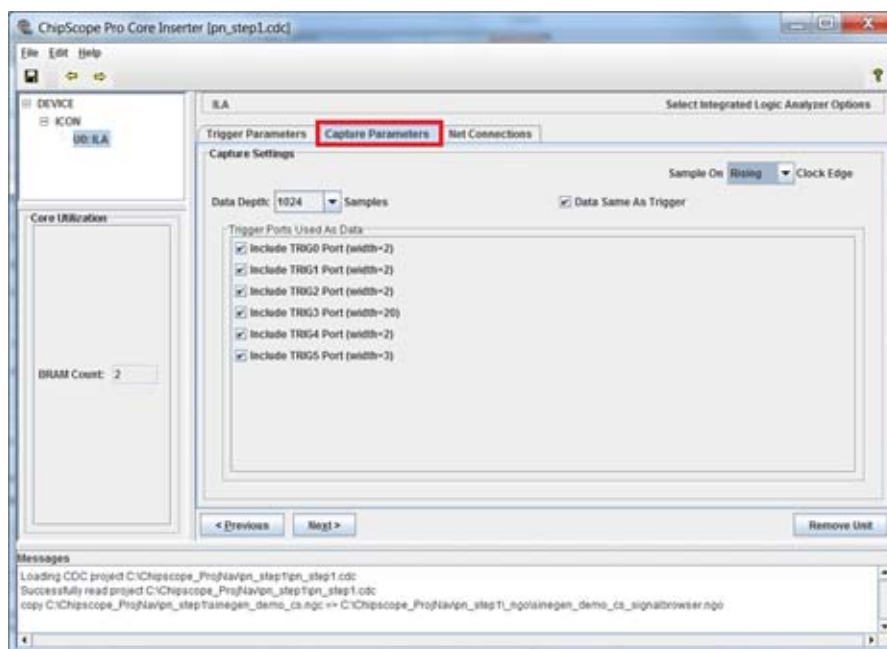 ChipScope Pro Core Inserter [pn_step1.cdc]
File Edit Help
DEVICE
ICON
U0: ILA
ILA
Select Integrated Logic Analyzer Options
Trigger Parameters
Capture Parameters
Net Connections
Capture Settings
Sample On Rising Clock Edge
Data Depth: 1024 Samples
Data Same As Trigger
Trigger Ports Used As Data
Include TRIG0 Port (width=2)
Include TRIG1 Port (width=2)
Include TRIG2 Port (width=2)
Include TRIG3 Port (width=20)
Include TRIG4 Port (width=2)
Include TRIG5 Port (width=3)
Core Utilization
BRAM Count: 2
< Previous
Next >
Remove Unit
Messages
Loading CDC project C:\Chipscope_ProjNav\pn_step1\pn_step1.cdc
Successfully read project C:\Chipscope_ProjNav\pn_step1\pn_step1.cdc
copy C:\Chipscope_ProjNav\pn_step1\sinegen_demo_cs.ngc => C:\Chipscope_ProjNav\pn_step1\_ngo\sinegen_demo_cs_signalbrowser.ngo